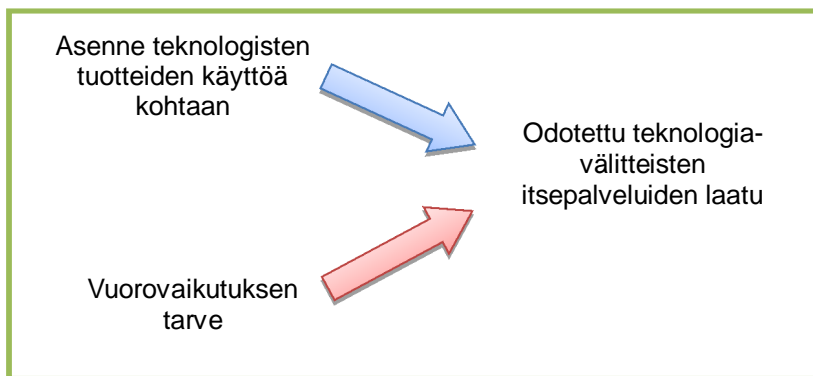 Asenne teknologisten
tuotteiden käyttöä
kohtaan
Odotettu teknologia-
välitteisten
itsepalveluiden laatu
Vuorovaikutuksen
tarve